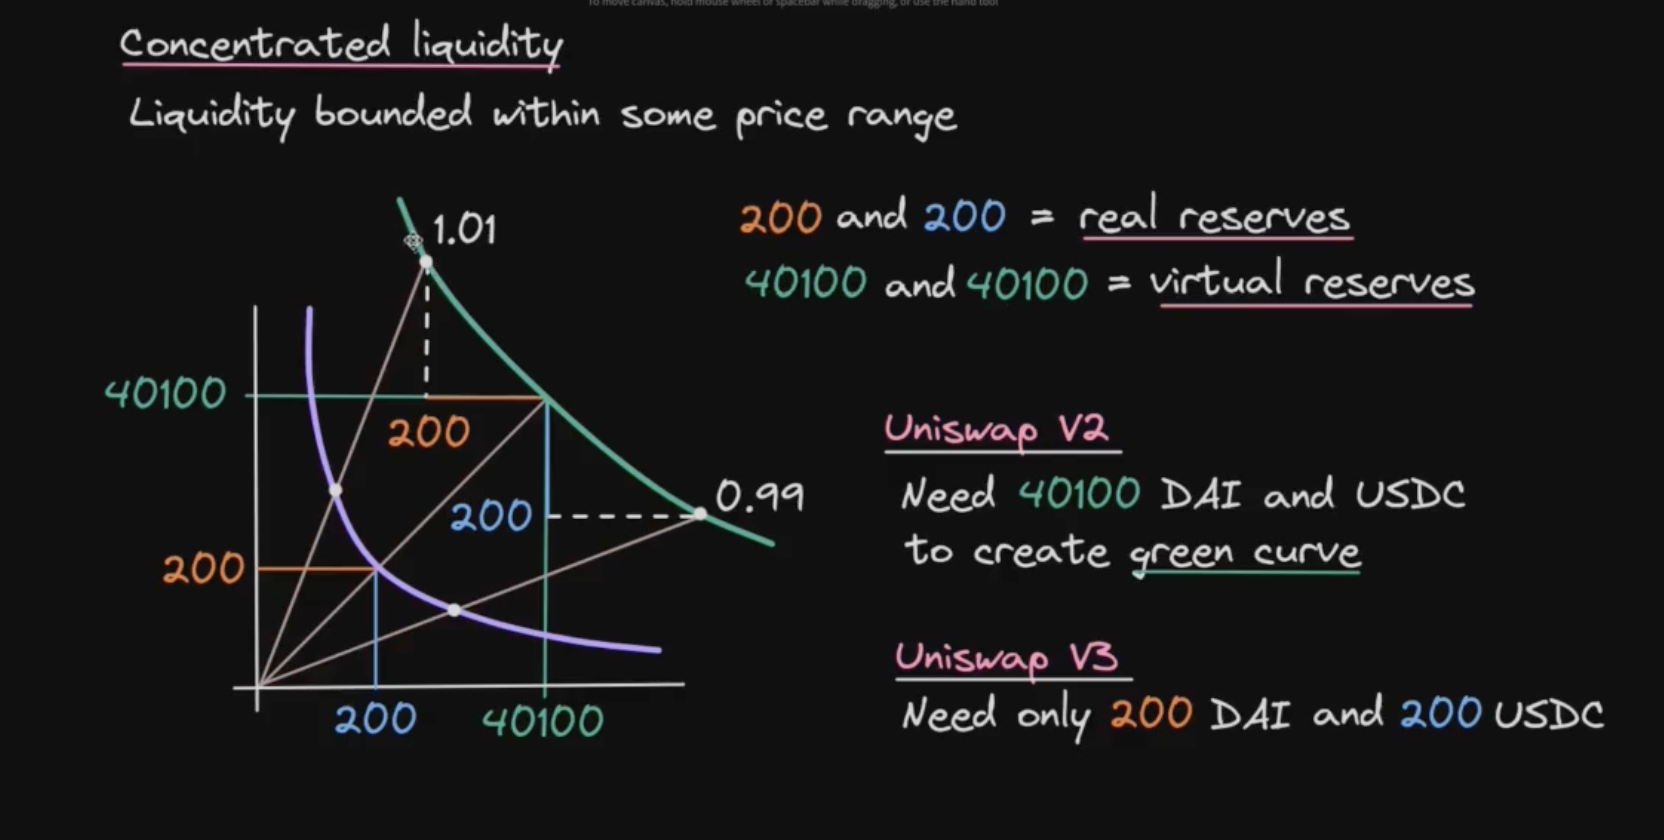 To move canvas, hold mouse wheel or spacebar while dragging, or use the hand tool
Concentrated liquidity
Liquidity bounded within some price range
1.01
40100
200
200
0.99
200
200
40100
200 and 200 = real reserves
40100 and 40100 = virtual reserves
Uniswap V2
Need 40100 DAI and USDC
to create green curve
Uniswap V3
Need only 200 DAI and 200 USDC